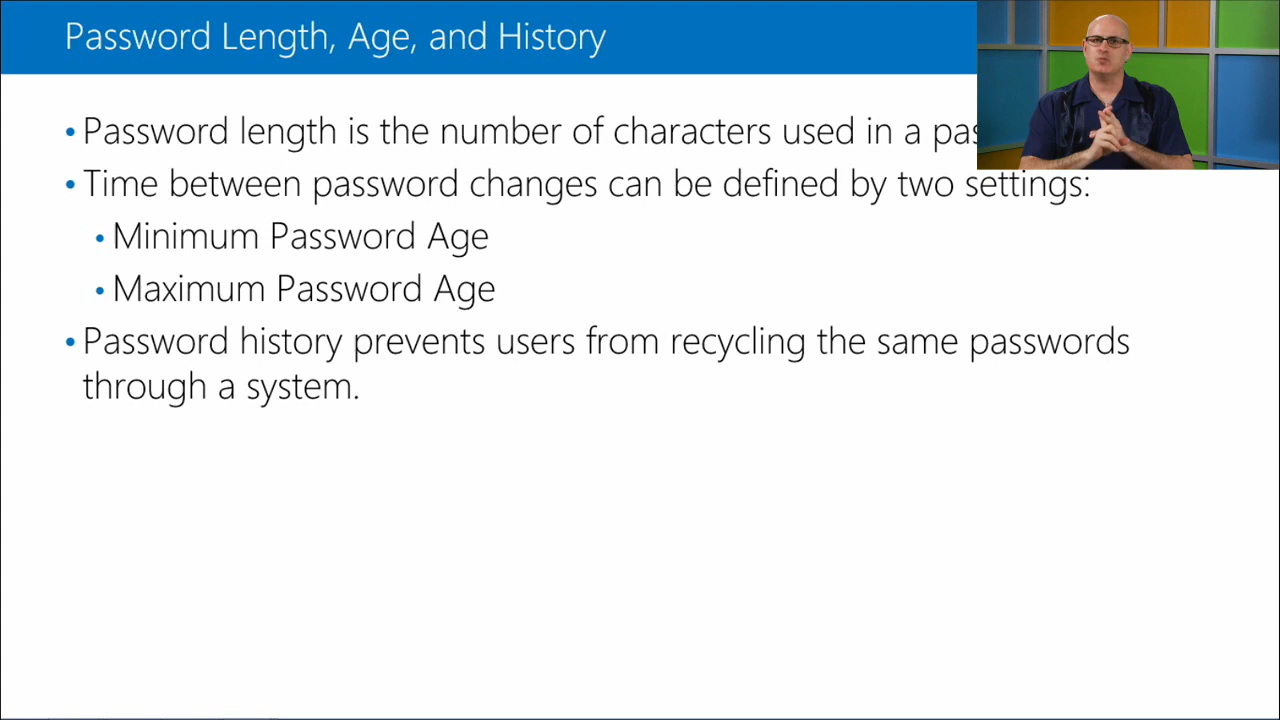 Password Length, Age, and History
• Password length is the number of characters used in a
• Time between password changes can be defined by two settings:
• Minimum Password Age
• Maximum Password Age
• Password history prevents users from recycling the same passwords
through a system.